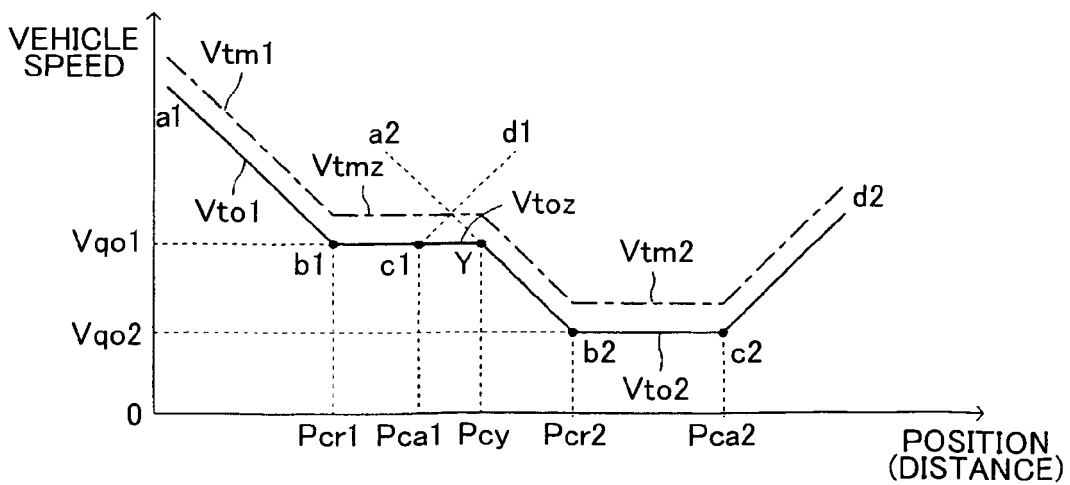 VEHICLE
SPEED
Vtm1
a1
a2
d1
Vtmz
Vto1
Vtoz
d2
Vqo1
b1
c1
Y
Vtm2
Vqo2
b2
c2
Vto2
0
Pcr1
Pca1
Pcy
Pcr2
Pca2
POSITION
(DISTANCE)